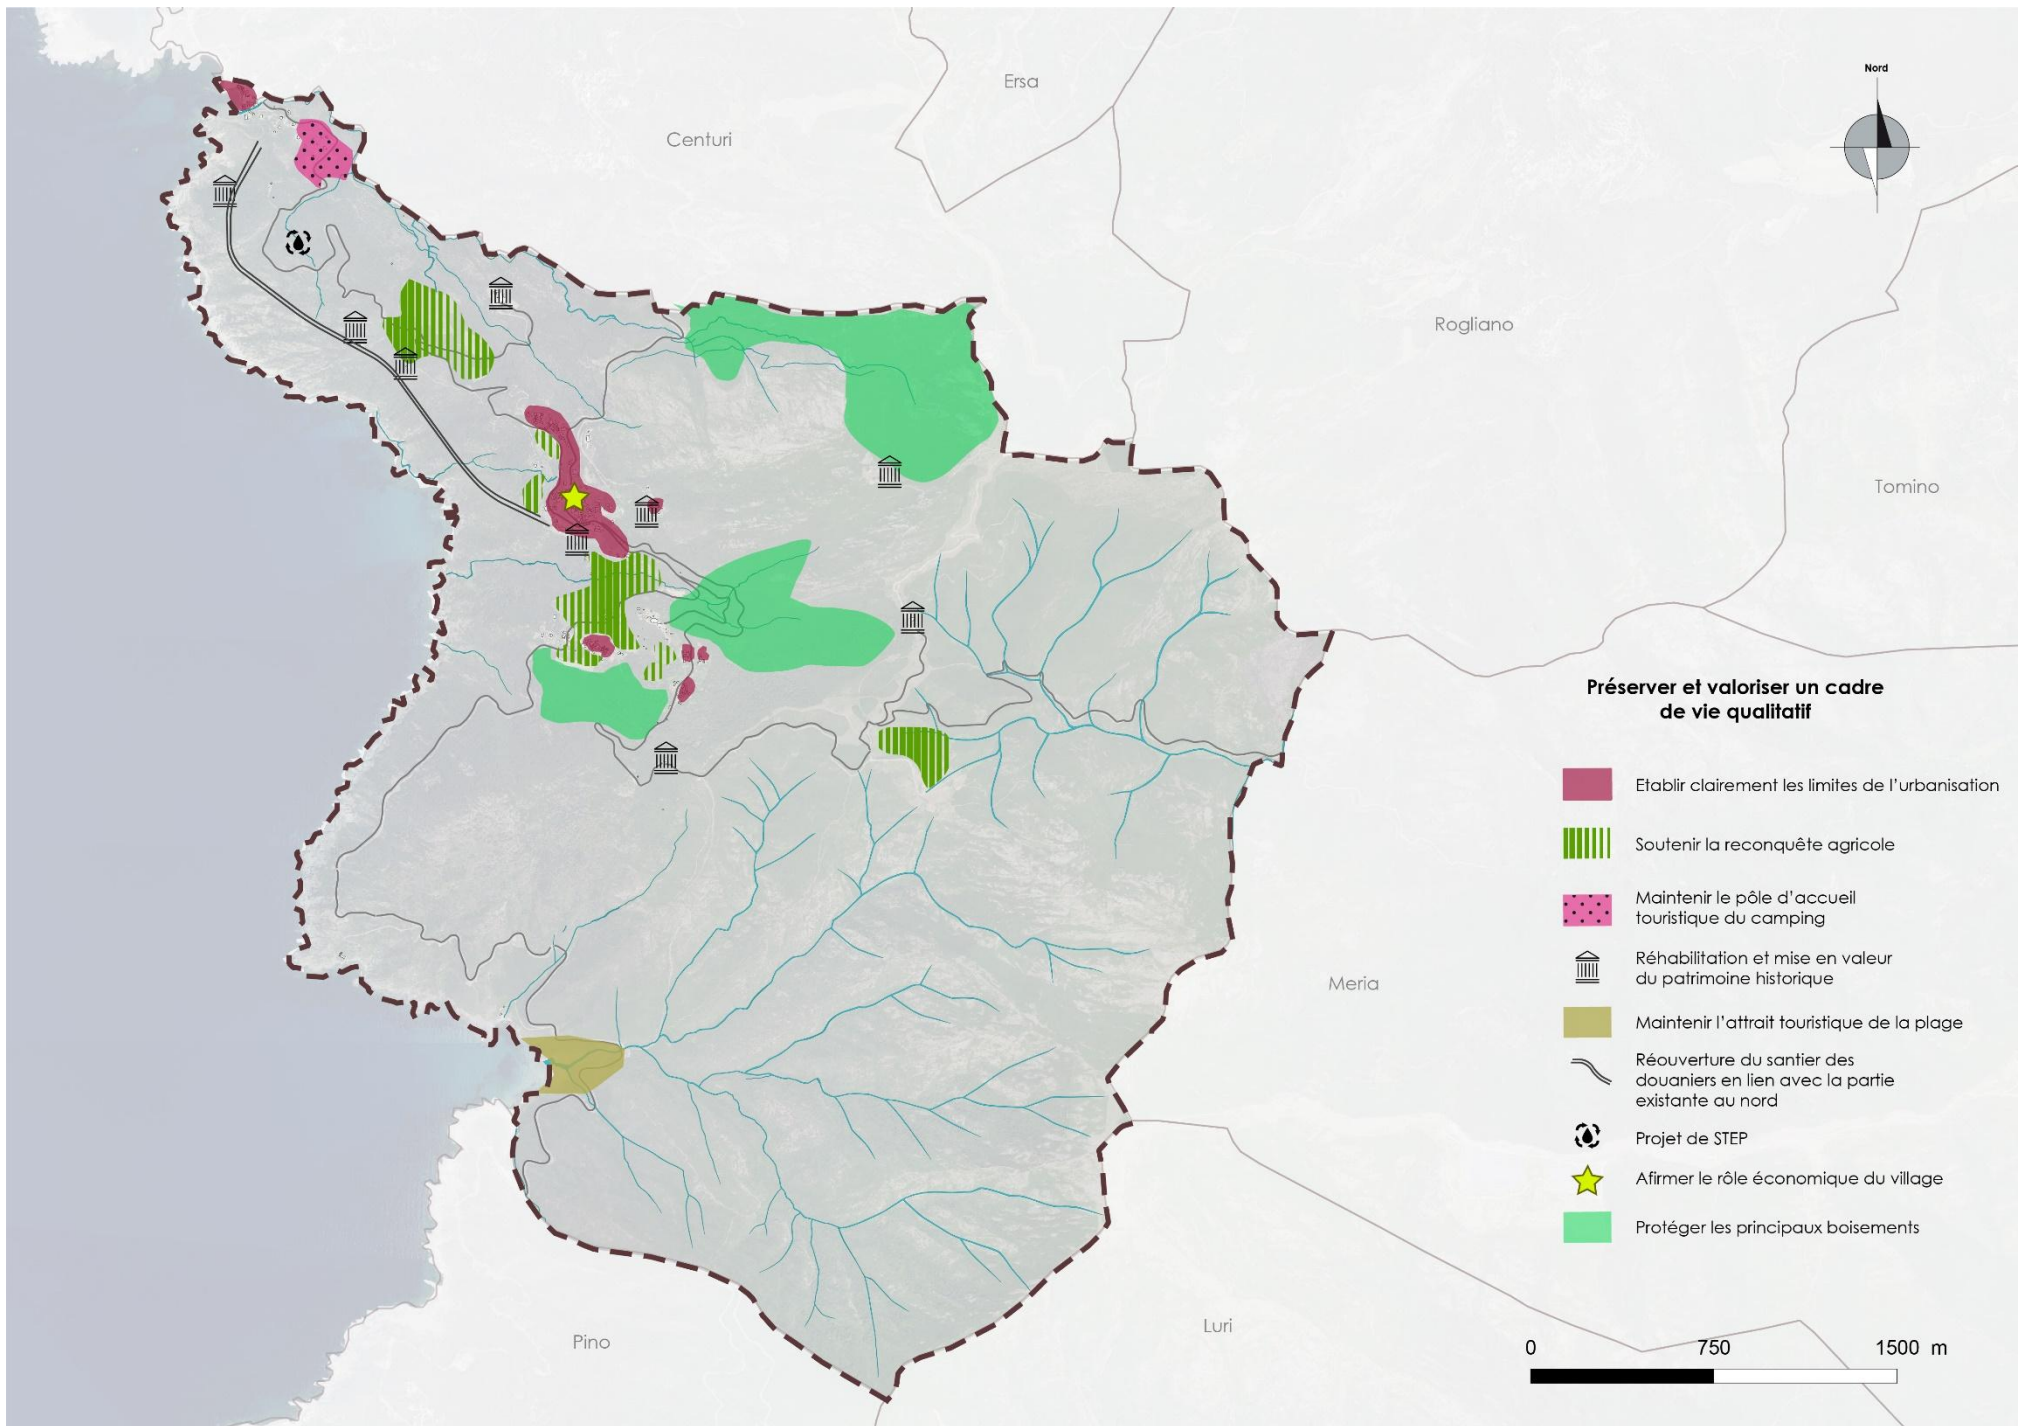 Nord
Ersa
Centuri
Rogliano
Tomino
Préserver et valoriser un cadre
de vie qualitatif
Etablir clairement les limites de l'urbanisation
Soutenir la reconquête agricole
Maintenir le pôle d'accueil
touristique du camping
Réhabilitation et mise en valeur
du patrimoine historique
Maintenir l'attrait touristique de la plage
Réouverture du santier des
douaniers en lien avec la partie
existante au nord
Projet de STEP
Afirmer le rôle économique du village
Protéger les principaux boisements
Meria
Luri
Pino
0 750 1500 m